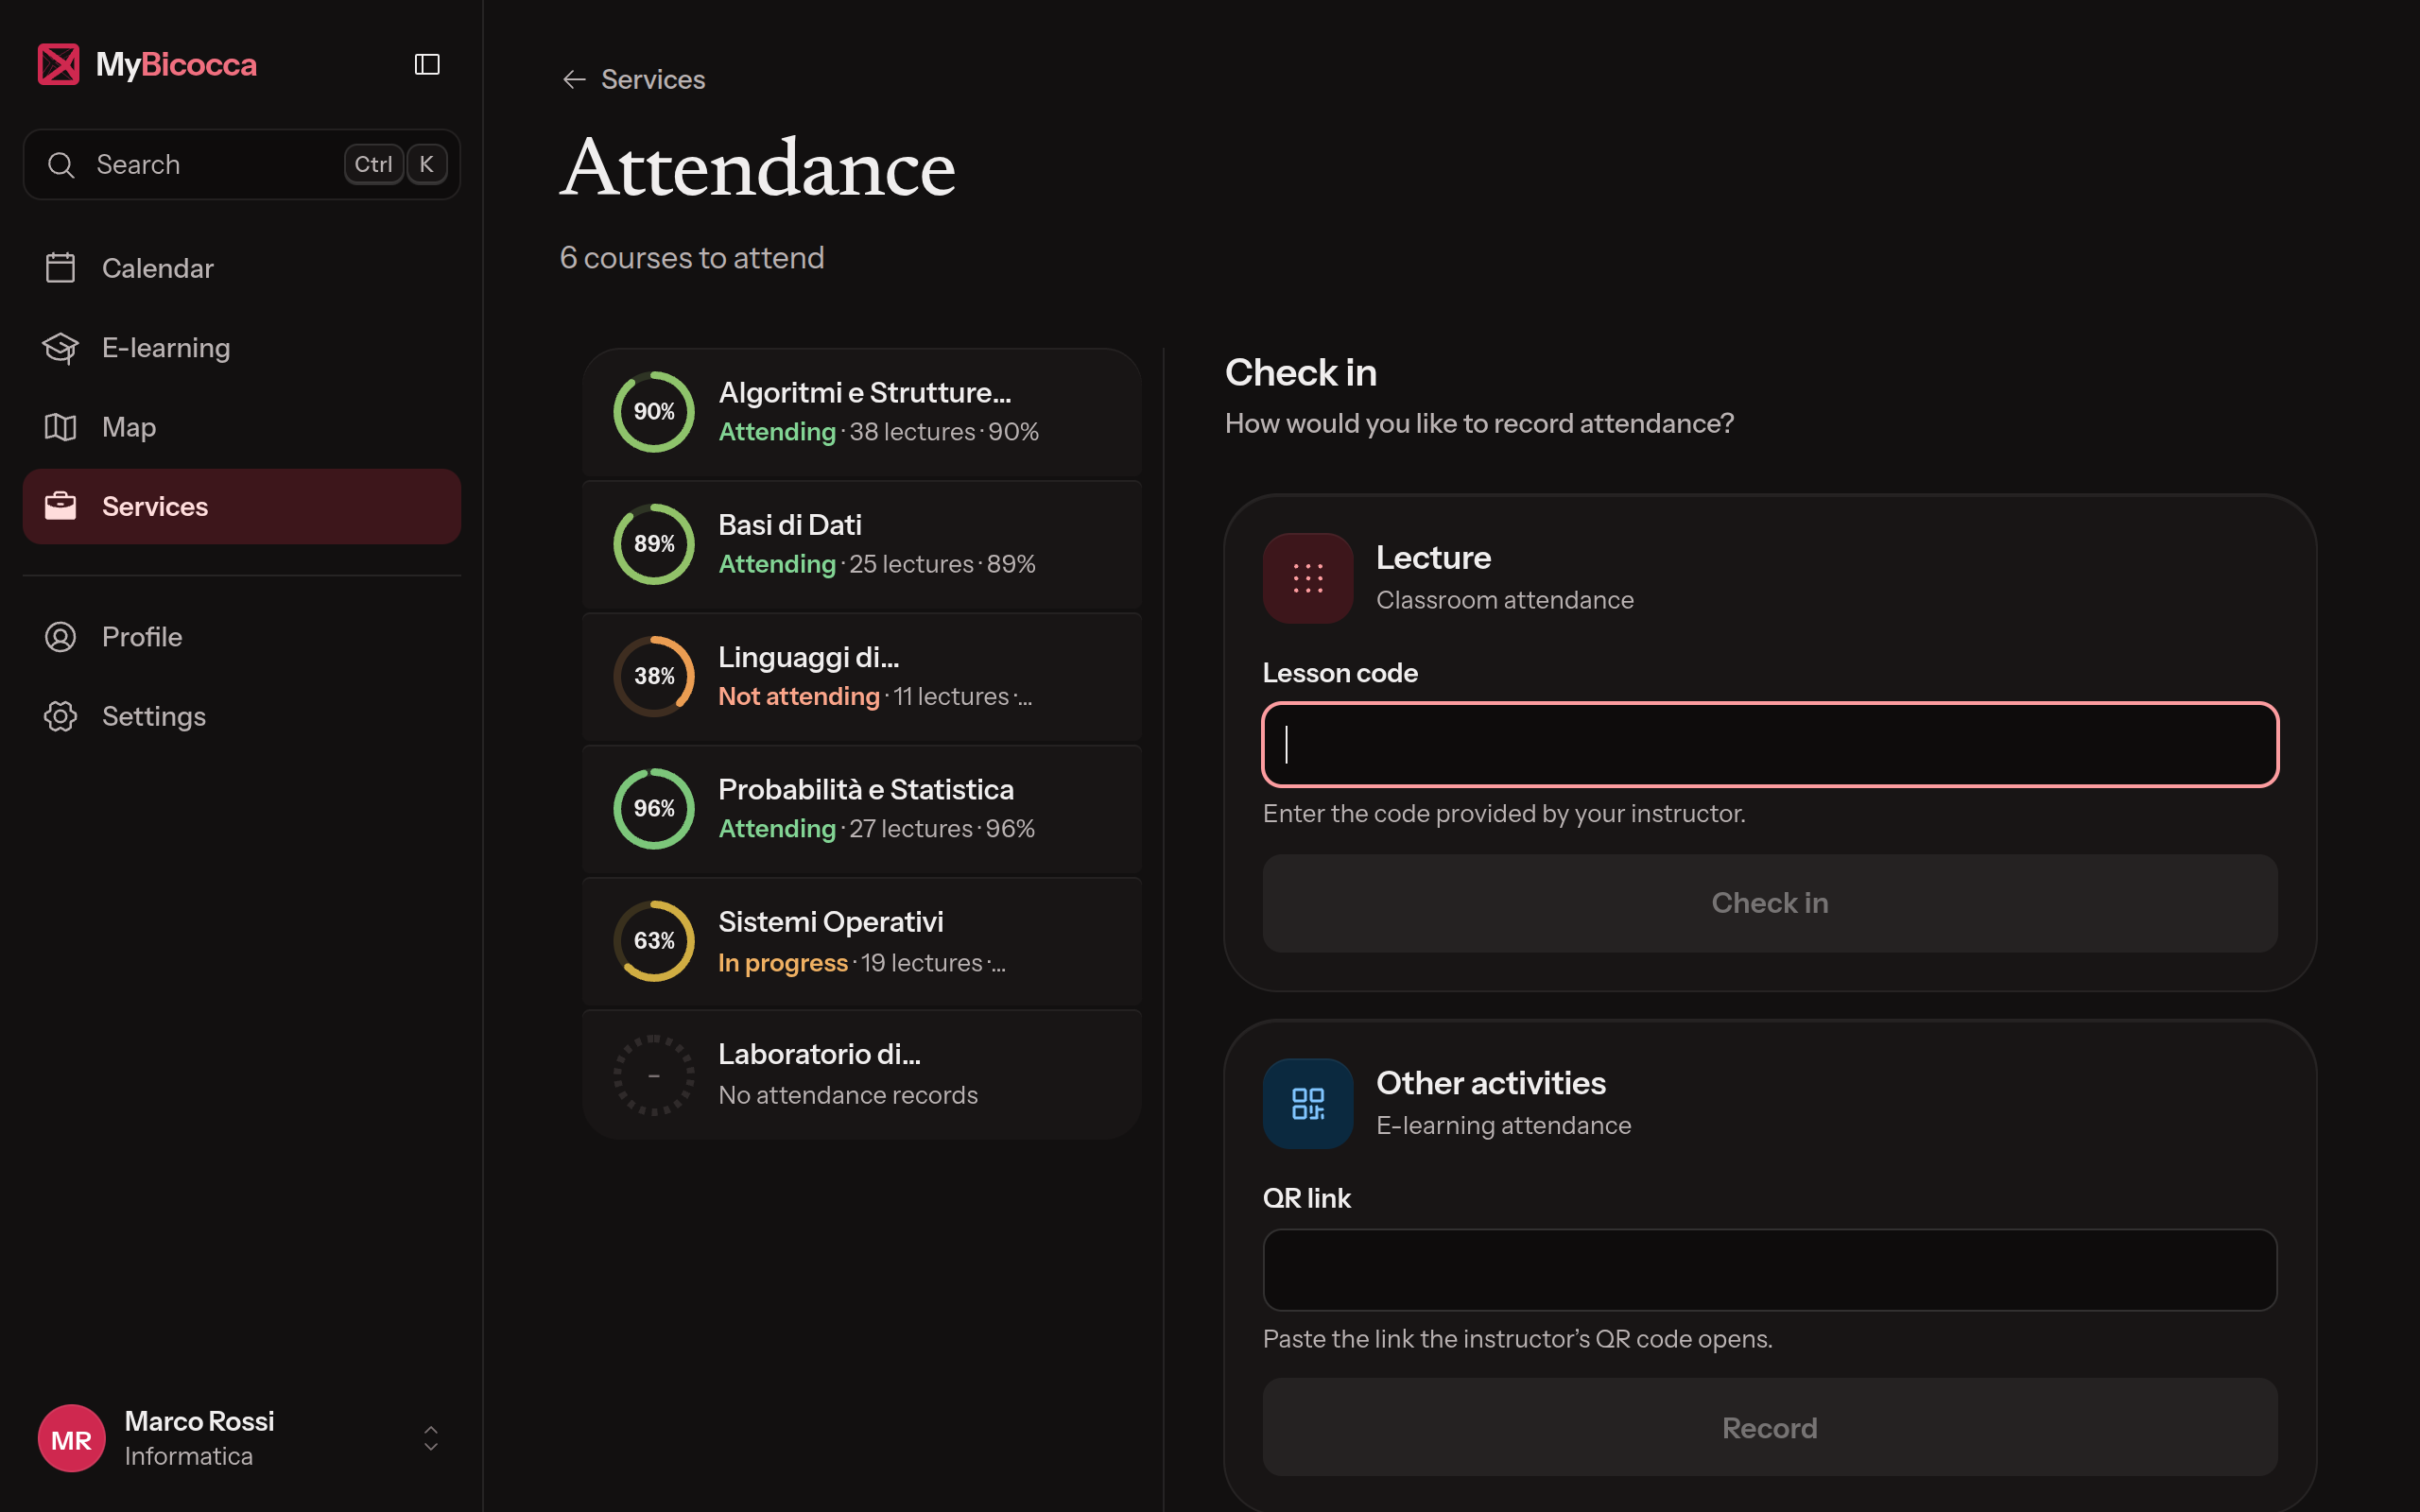 MyBicocca
Search
Ctrl K
Calendar
E-learning
Map
Services
Profile
Settings
MR
Marco Rossi
Informatica
Services
Attendance
6 courses to attend
90%
Algoritmi e Strutture...
Attending · 38 lectures · 90%
89%
Basi di Dati
Attending · 25 lectures · 89%
38%
Linguaggi di...
Not attending · 11 lectures ·...
96%
Probabilità e Statistica
Attending · 27 lectures · 96%
63%
Sistemi Operativi
In progress · 19 lectures ·...
–
Laboratorio di...
No attendance records
Check in
How would you like to record attendance?
Lecture
Classroom attendance
Lesson code
Enter the code provided by your instructor.
Check in
Other activities
E-learning attendance
QR link
Paste the link the instructor’s QR code opens.
Record